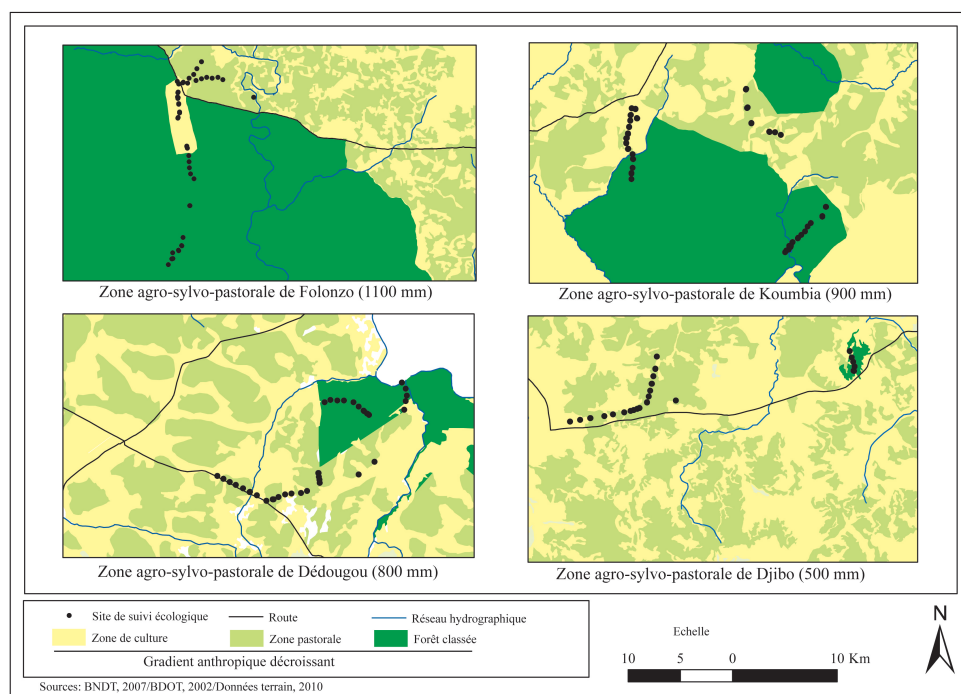 Zone agro-sylvo-pastorale de Folonzo (1100 mm)
Zone agro-sylvo-pastorale de Koumbia (900 mm)
Zone agro-sylvo-pastorale de Dédougou (800 mm)
Zone agro-sylvo-pastorale de Djibo (500 mm)
Site de suivi écologique
Route
Réseau hydrographique
Zone de culture
Zone pastorale
Forêt classée
Gradient anthropique décroissant
Sources: BNDT, 2007/BDOT, 2002/Données terrain, 2010
Echelle
10 5 0 10 Km
N